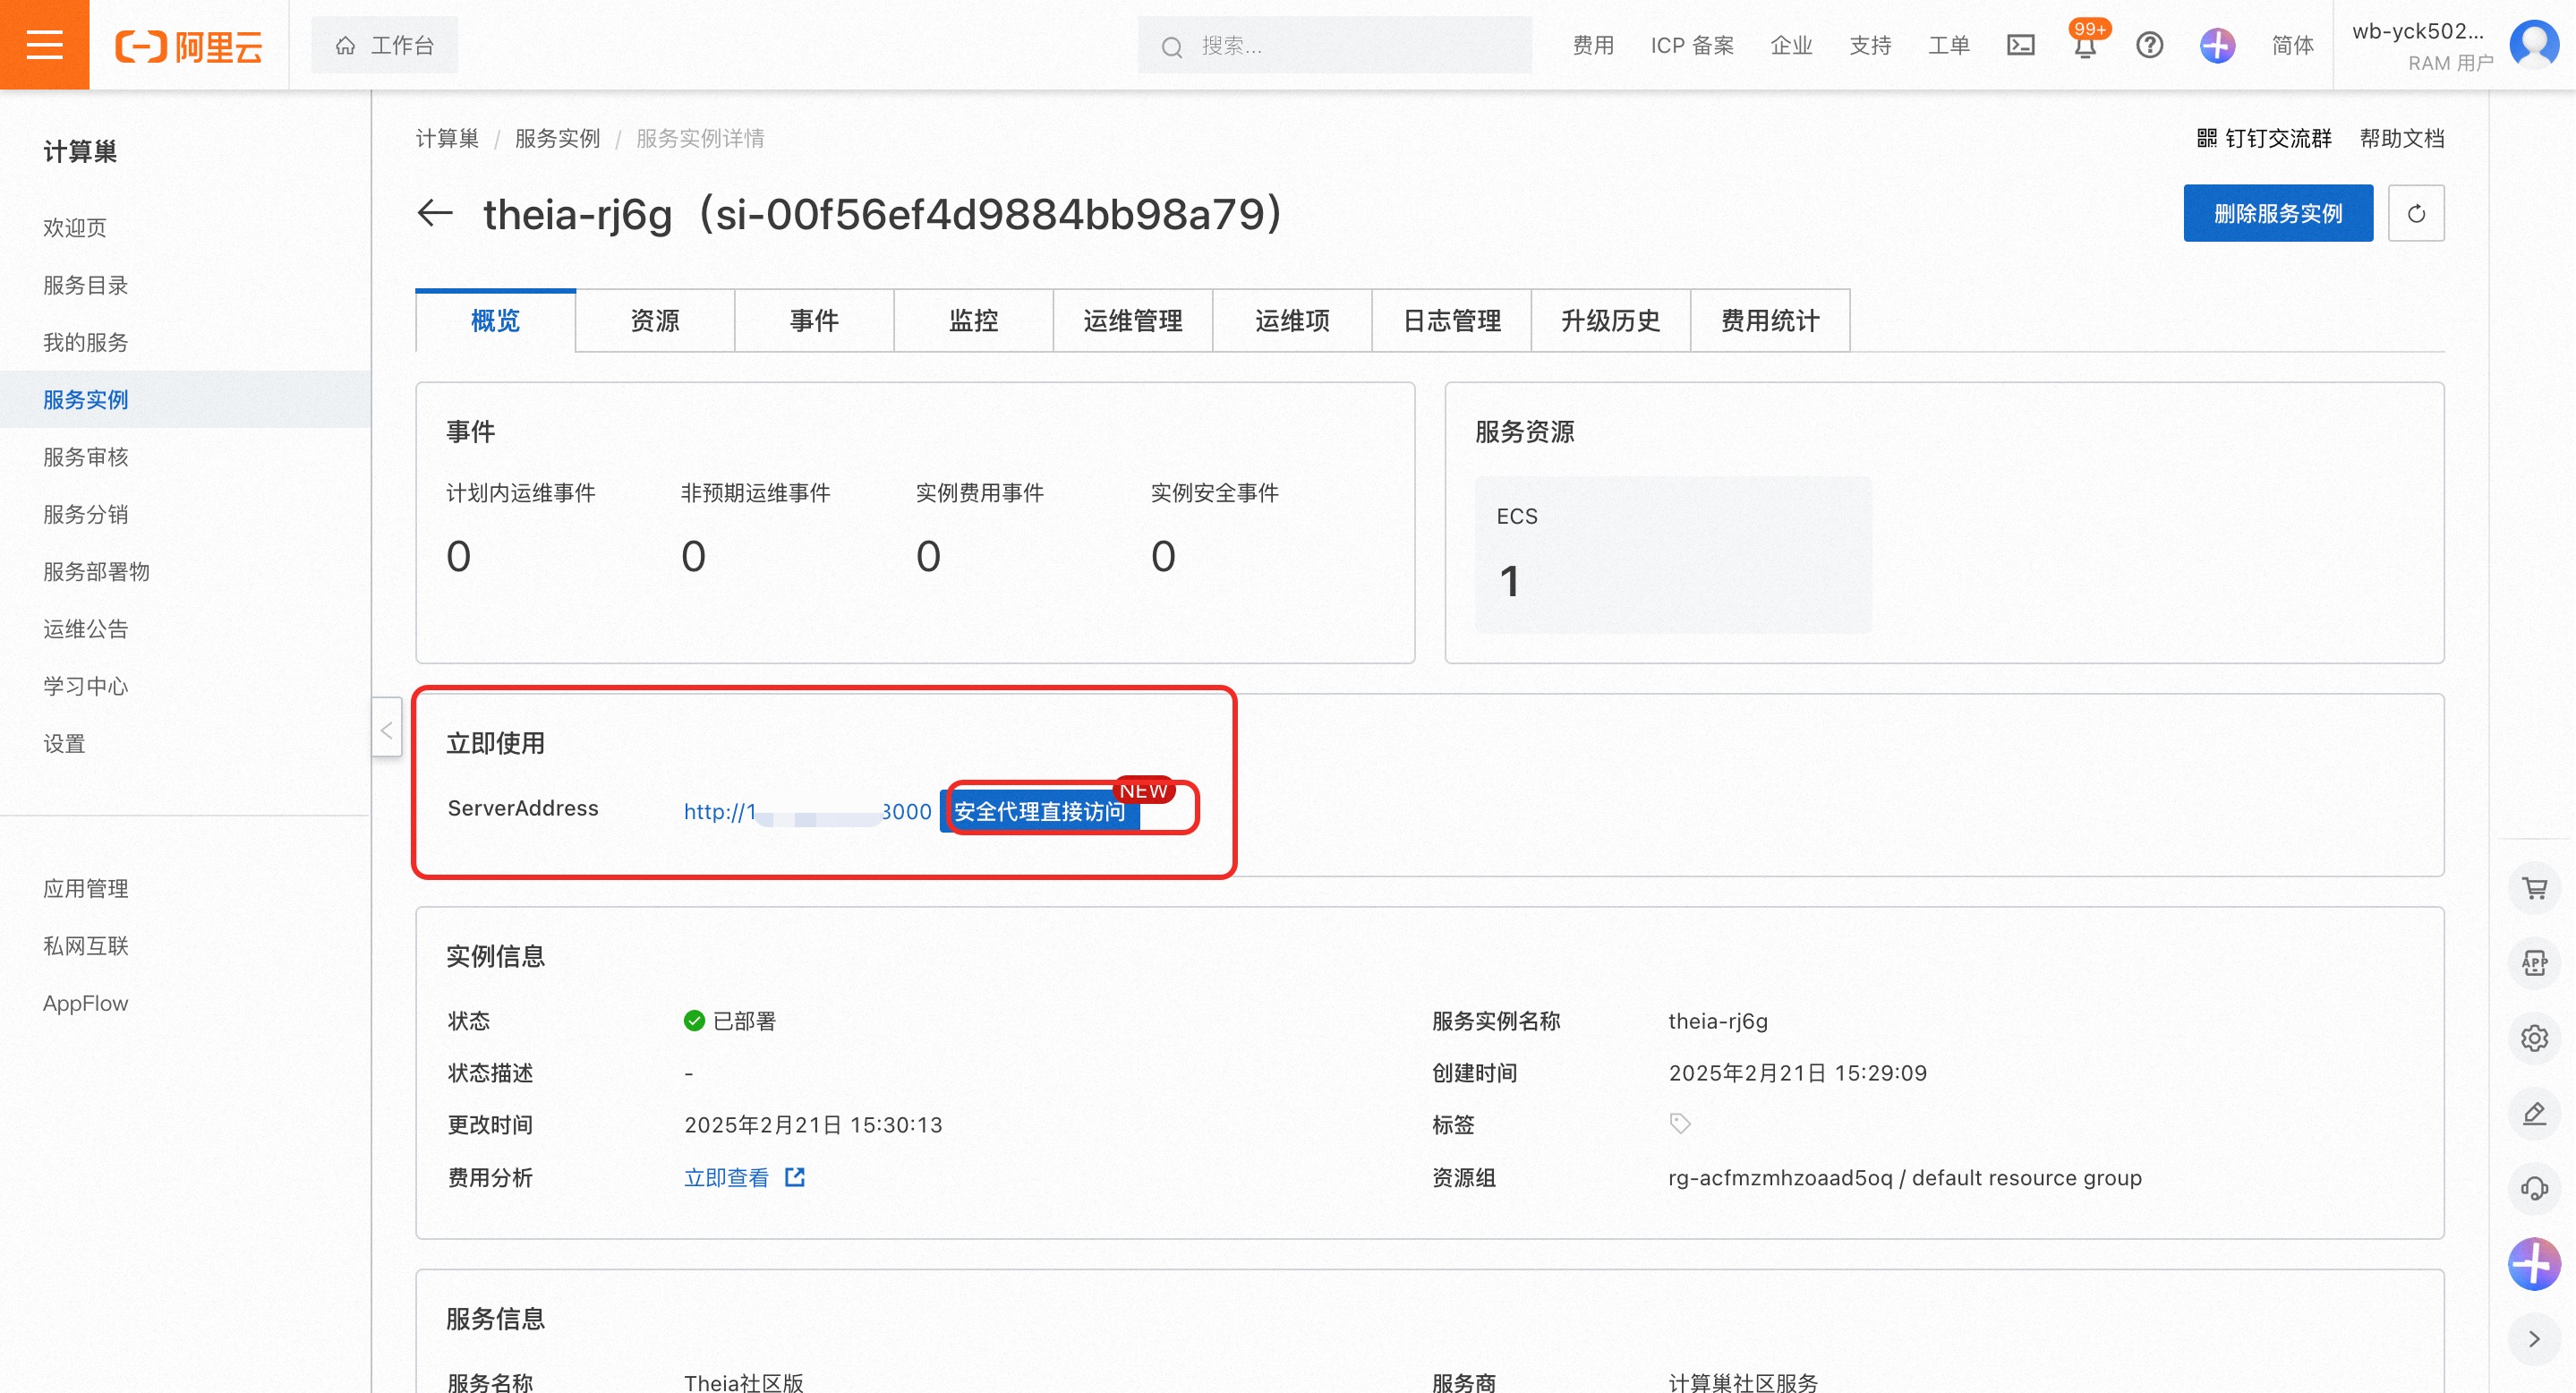 阿里云
工作台
搜索...
费用
ICP 备案
企业
支持
工单
99+
简体
wb-yck502...
RAM 用户
计算巢
欢迎页
服务目录
我的服务
服务实例
服务审核
服务分销
服务部署物
运维公告
学习中心
设置
应用管理
私网互联
AppFlow
计算巢 / 服务实例 / 服务实例详情
钉钉交流群
帮助文档
theia-rj6g（si-00f56ef4d9884bb98a79）
删除服务实例
概览
资源
事件
监控
运维管理
运维项
日志管理
升级历史
费用统计
事件
计划内运维事件
非预期运维事件
实例费用事件
实例安全事件
0
0
0
0
服务资源
ECS
1
立即使用
ServerAddress
http://1
3000
安全代理直接访问
NEW
实例信息
状态
已部署
服务实例名称
theia-rj6g
状态描述
-
创建时间
2025年2月21日 15:29:09
更改时间
2025年2月21日 15:30:13
标签
费用分析
立即查看
资源组
rg-acfmzmhzoaad5oq / default resource group
服务信息
服务名称
Theia社区版
服务商
计算巢社区服务
APP